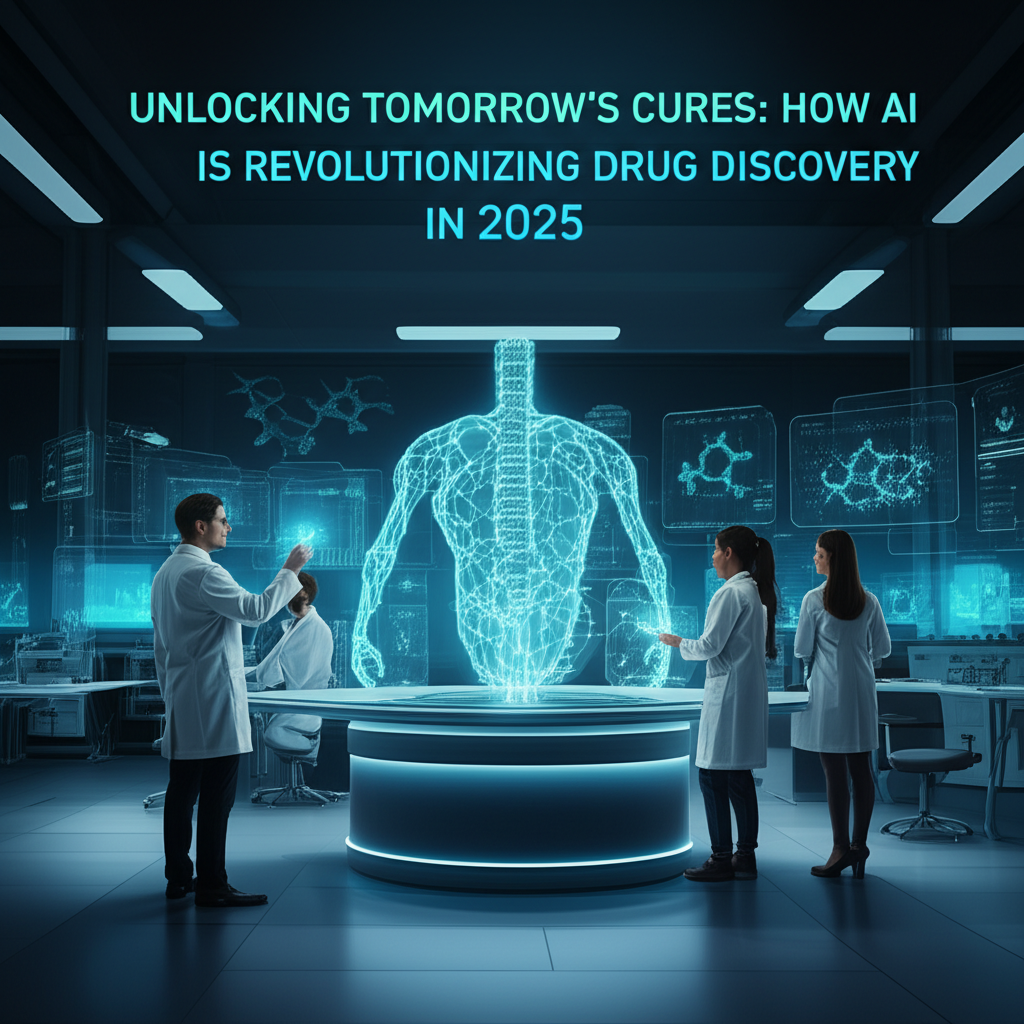 UNLOCKING TOMORROW'S CURES: HOW AI
IS REVOLUTIONIZING DRUG DISCOVERY
IN 2025